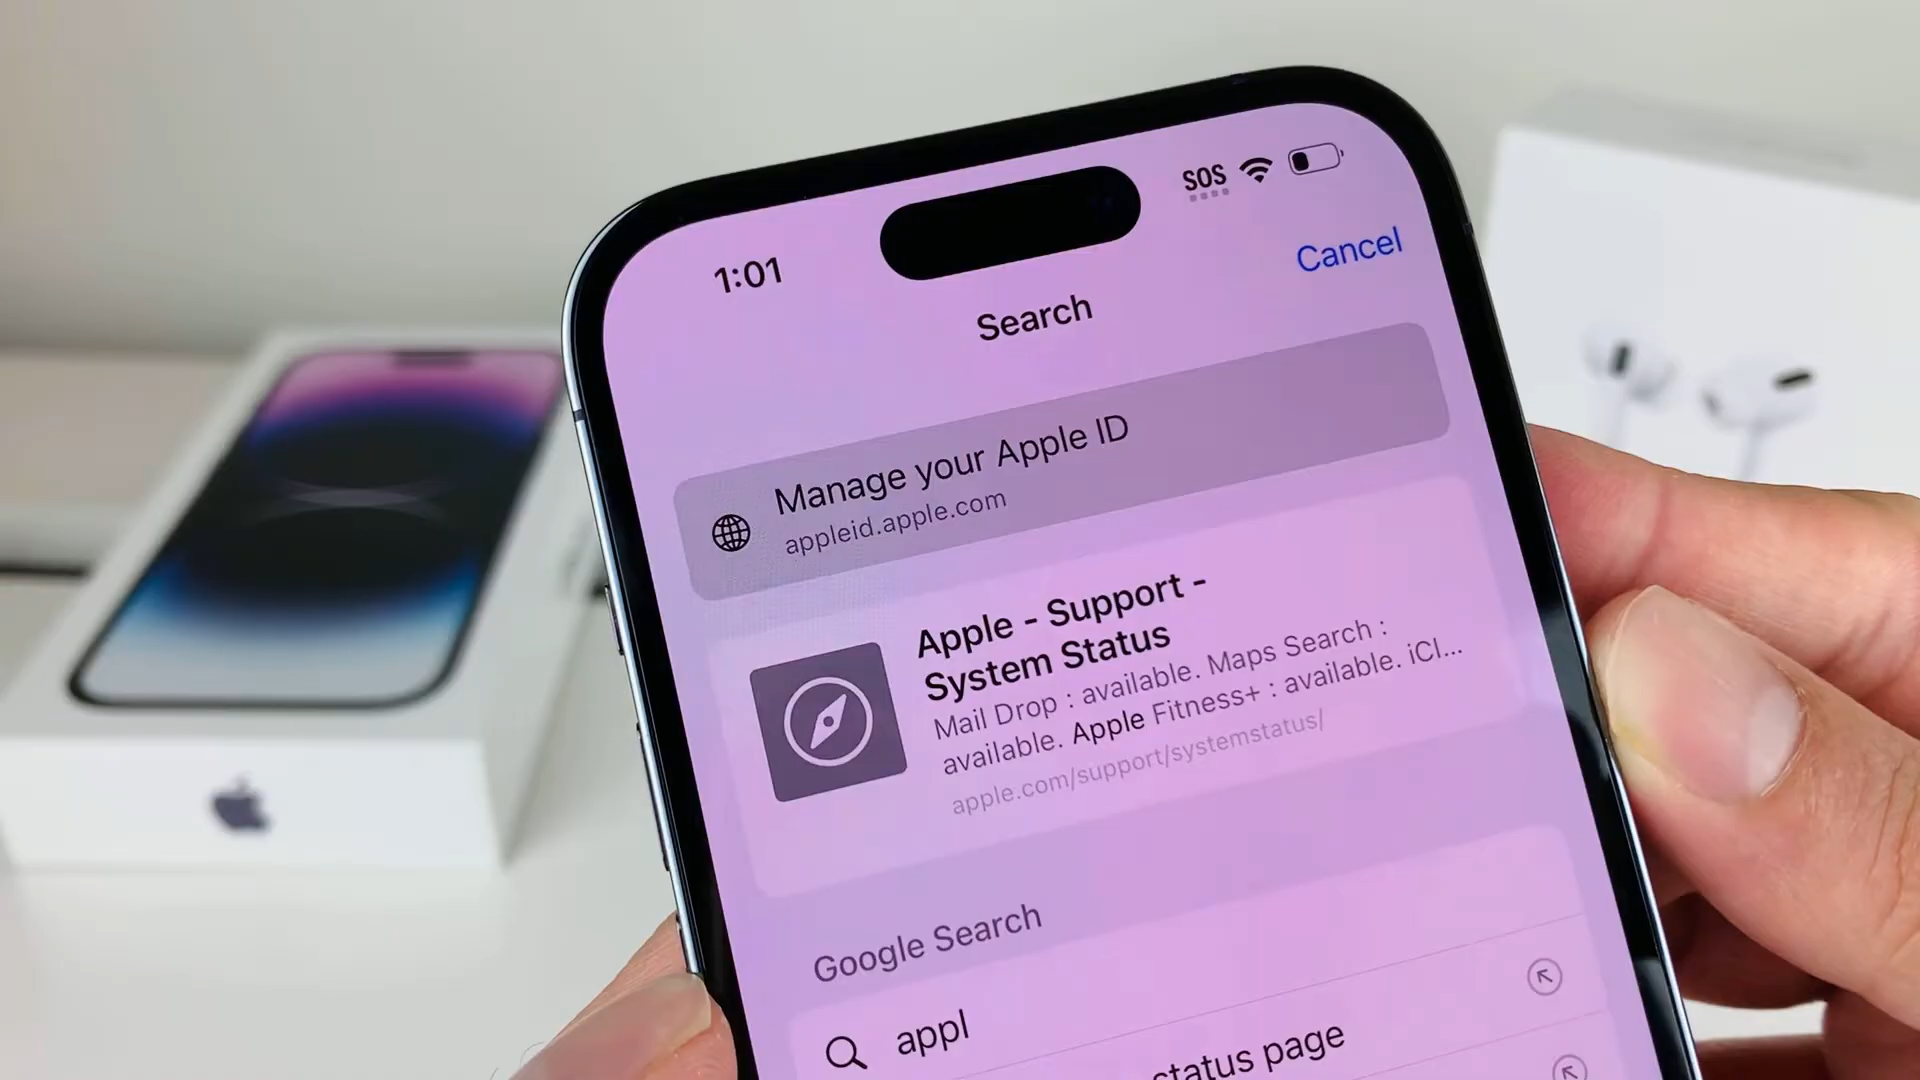 1:01
SOS
Cancel
Search
Manage your Apple ID
appleid.apple.com
Apple - Support -
System Status
Mail Drop : available. Maps Search :
available. Apple Fitness+ : available. iCl...
apple.com/support/systemstatus/
Google Search
appl
status page